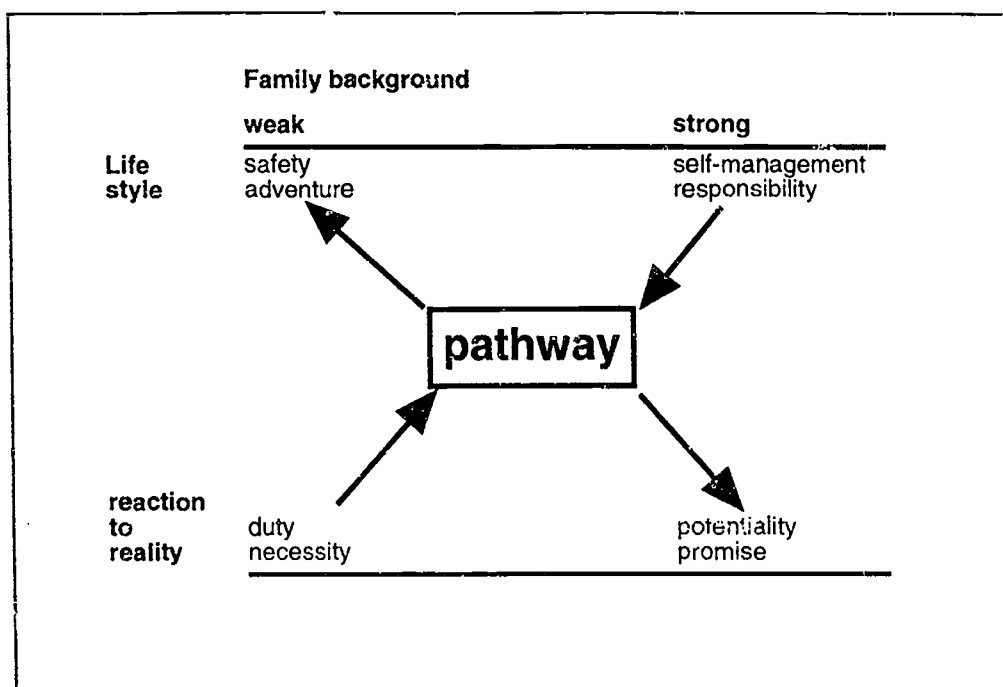 Family background
weak strong
Life safety self-management
style adventure responsibility
pathway
reaction
to duty potentiality
reality necessity promise